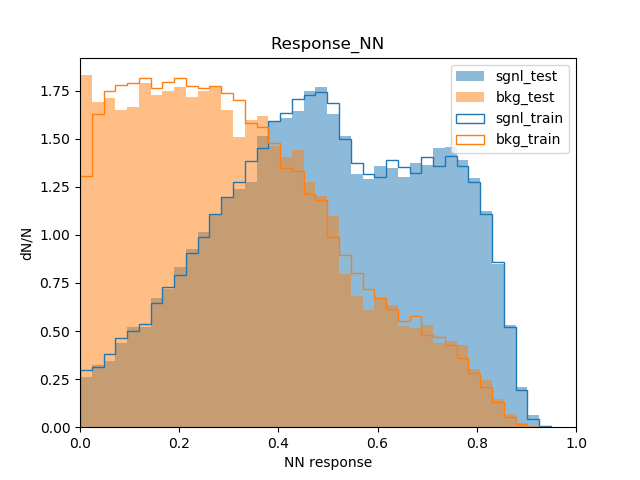 Response_NN
sgnl_test
bkg_test
sgnl_train
bkg_train
dN/N
1.75
1.50
1.25
1.00
0.75
0.50
0.25
0.00
0.0 0.2 0.4 0.6 0.8 1.0
NN response